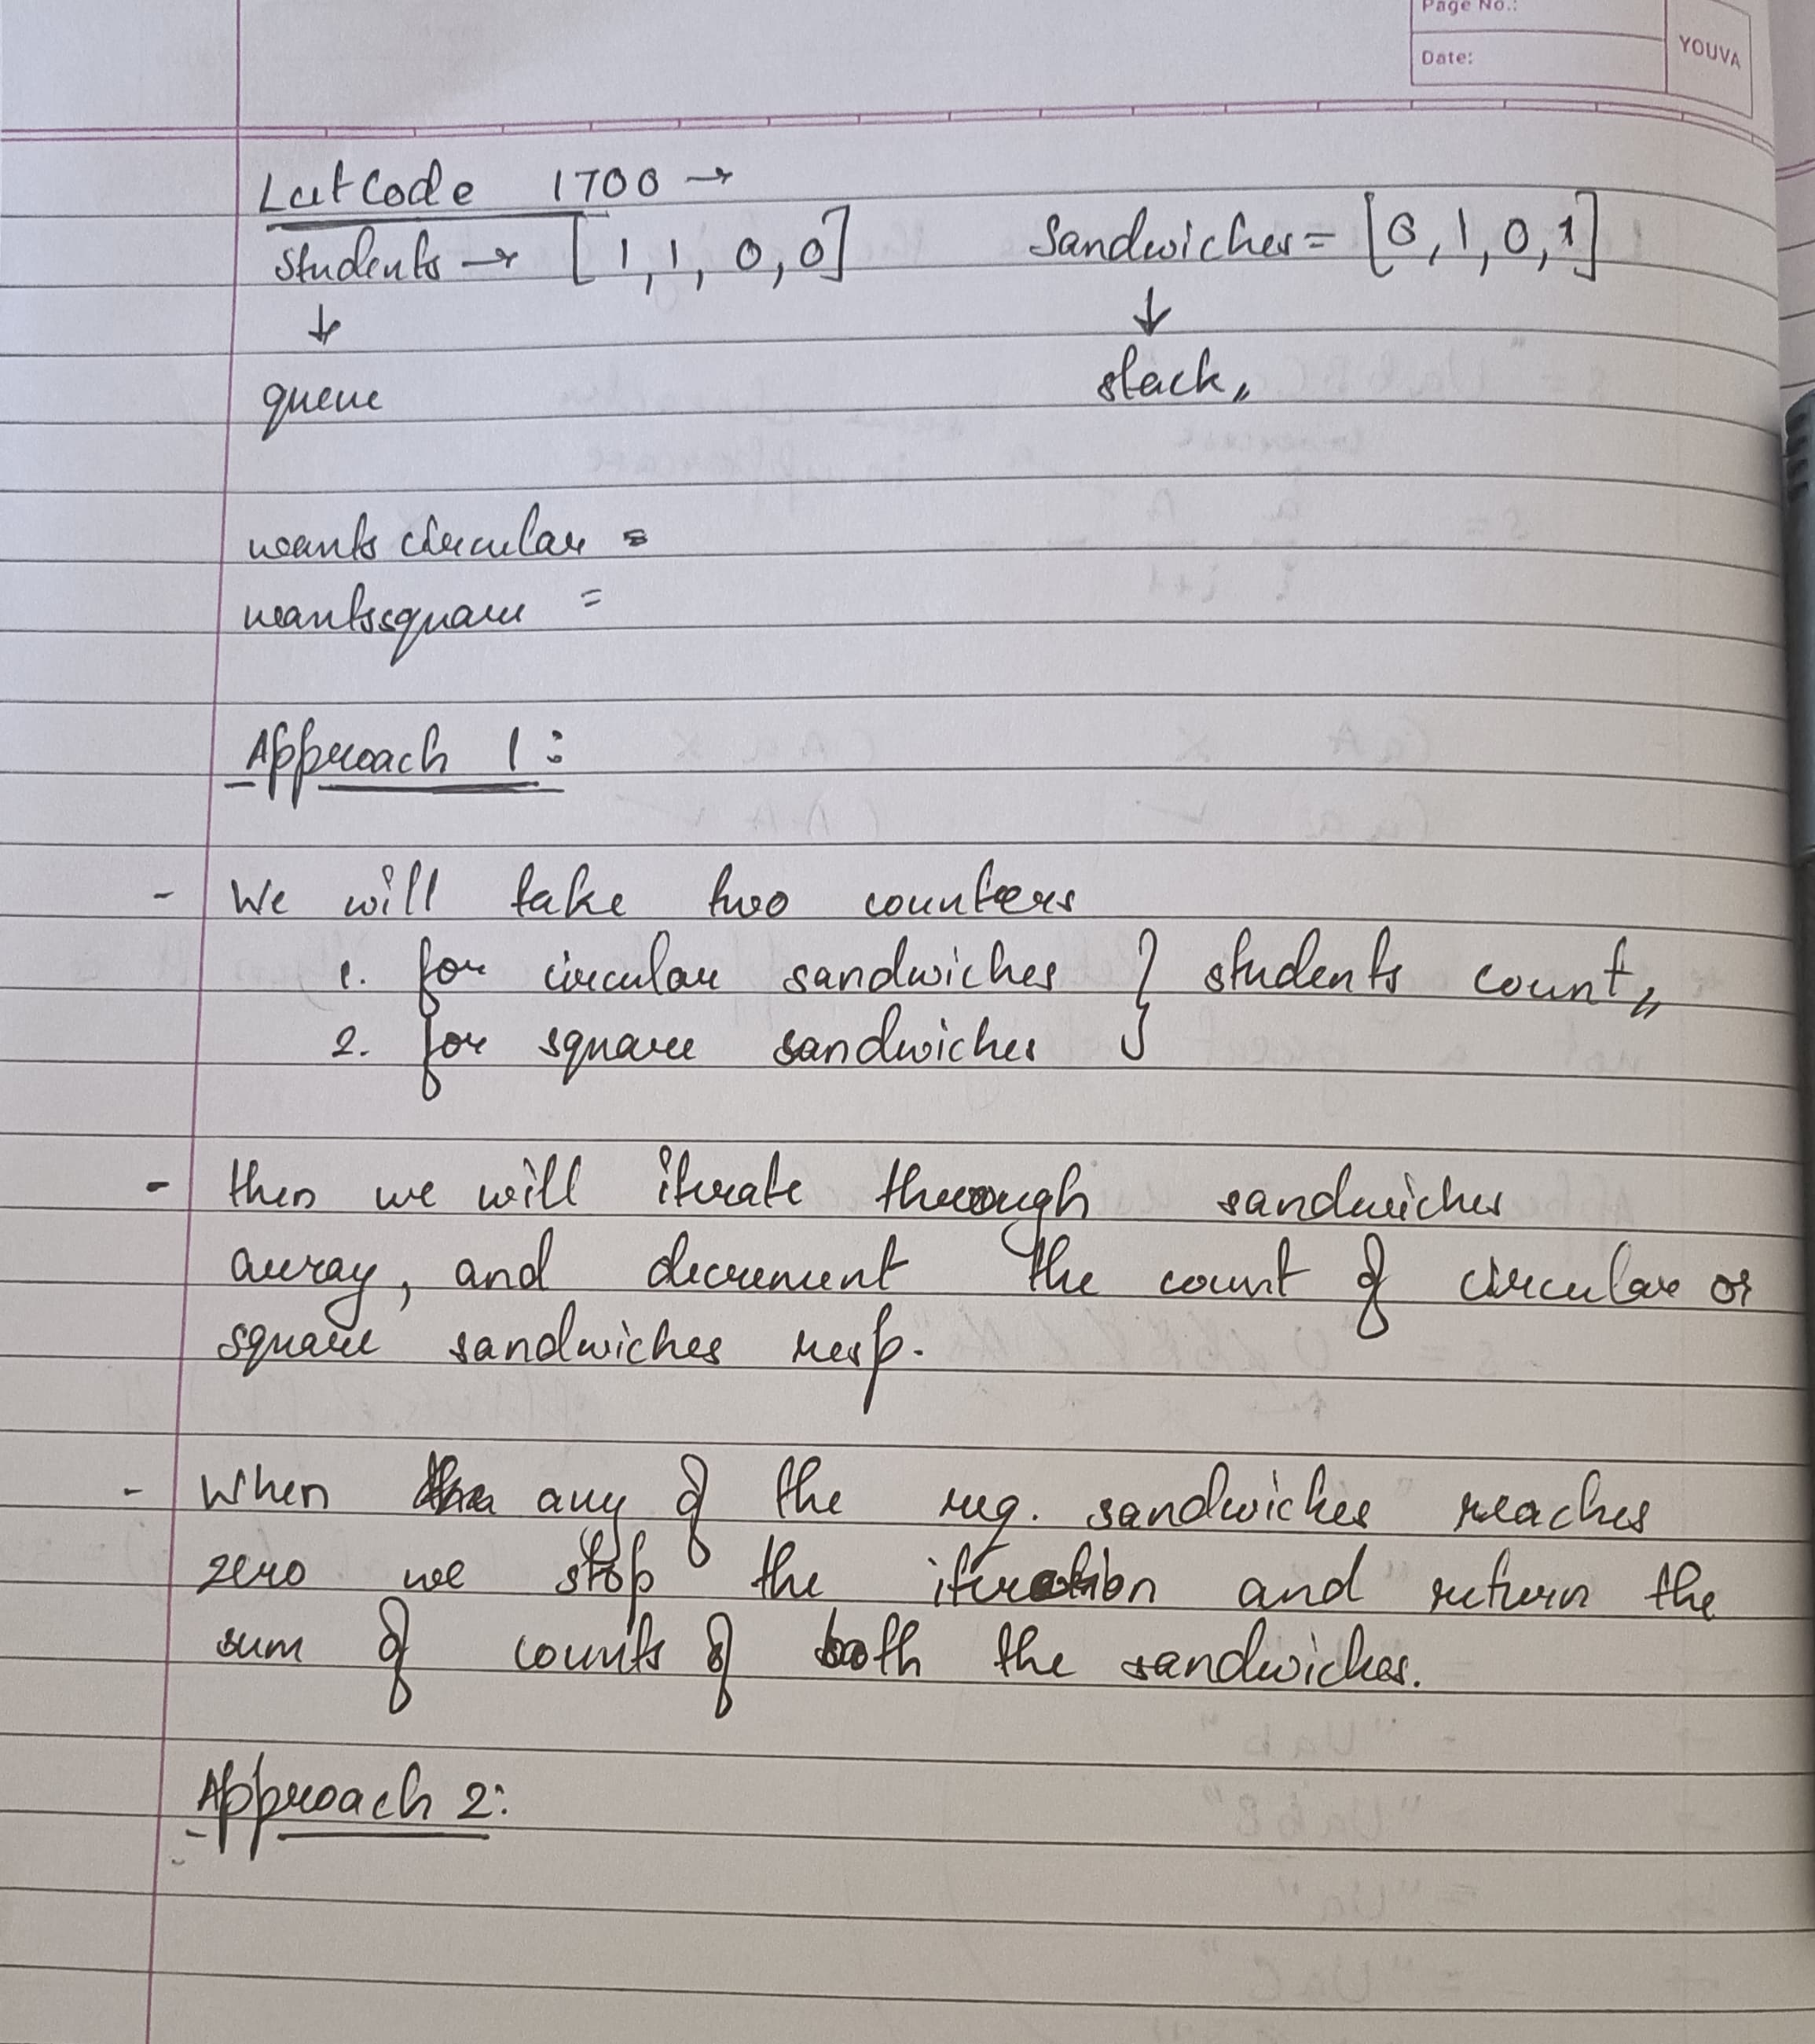 Page No.:
Date:
YOUVA
LeetCode 1700 →
Students → [1, 1, 0, 0] Sandwiches = [0, 1, 0, 1]
↓ ↓
queue stack,,
wants circular =
wantssquare =
Approach 1:
- We will take two counters
1. for circular sandwiches } students count,,
2. for square sandwiches
- then we will iterate through sandwiches
array, and decrement the count of circular or
square sandwiches resp.
- When any of the req. sandwiches reaches
zero we stop the iteration and return the
sum of counts of both the sandwiches.
Approach 2: